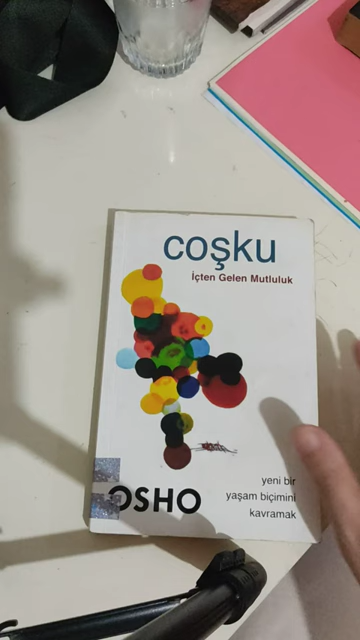 coşku
İçten Gelen Mutluluk
yeni bir
yaşam biçimini
kavramak
OSHO